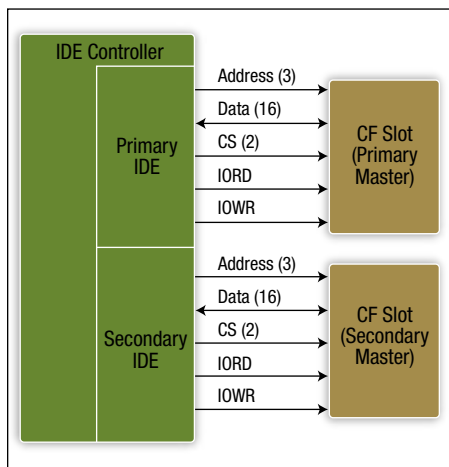 IDE Controller
Primary
IDE
Address (3)
Data (16)
CS (2)
IORD
IOWR
CF Slot
(Primary
Master)
Secondary
IDE
Address (3)
Data (16)
CS (2)
IORD
IOWR
CF Slot
(Secondary
Master)